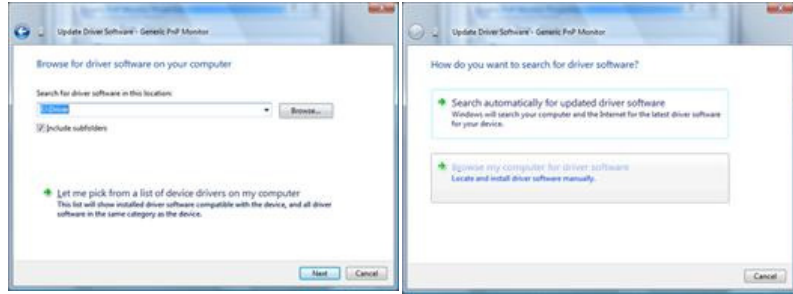 Update Driver Software - Generic PnP Monitor
Browse for driver software on your computer
Search for driver software in this location:
Browse...
Include subfolders
Let me pick from a list of device drivers on my computer
This list will show installed driver software compatible with the device, and all driver
software in the same category as the device.
Next
Cancel
Update Driver Software - Generic PnP Monitor
How do you want to search for driver software?
Search automatically for updated driver software
Windows will search your computer and the Internet for the latest driver software
for your device.
Browse my computer for driver software
Locate and install driver software manually.
Cancel